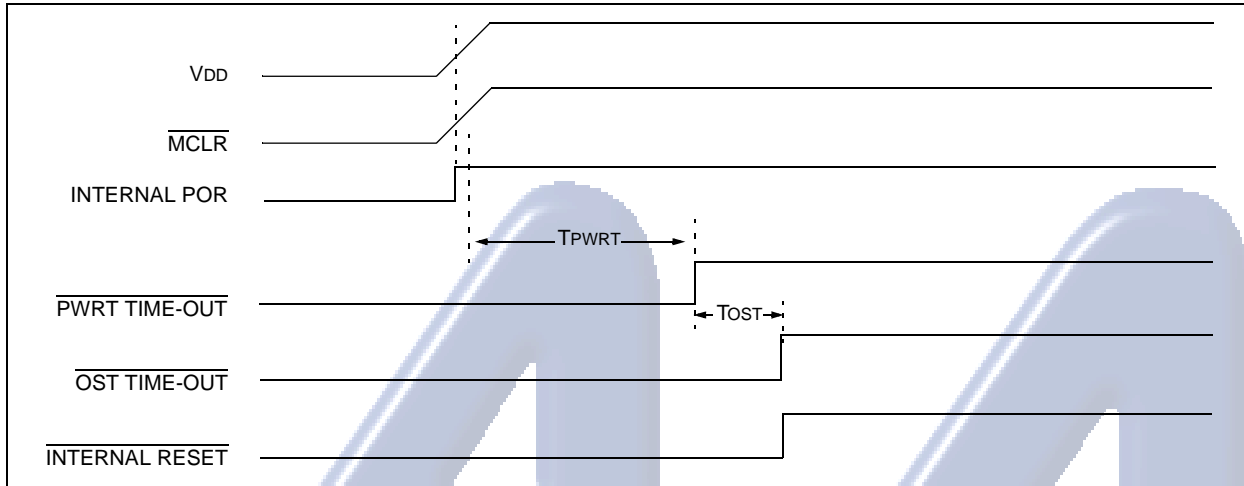 VDD
MCLR
INTERNAL POR
TPWRT
PWRT TIME-OUT
TOST
OST TIME-OUT
INTERNAL RESET